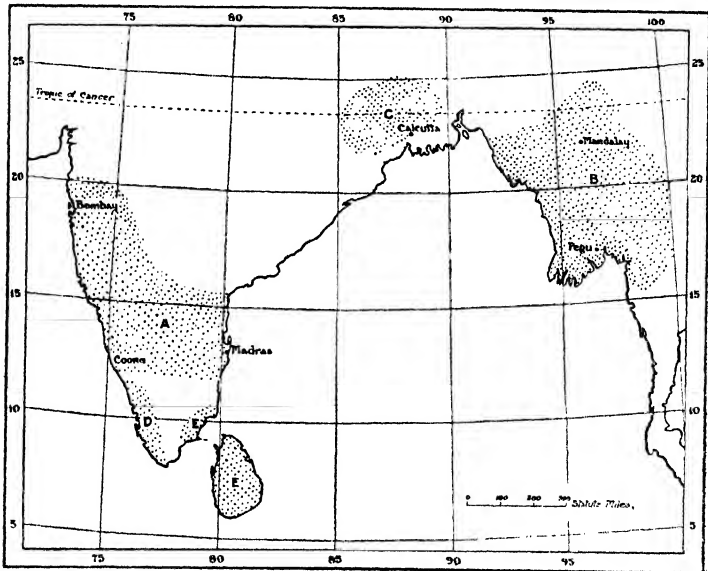 75 80 85 90 95 100
25 25
Tropic of Cancer
C
Calcutta
Mandalay
20 B 20
Bombay
Pegu
15 15
A
Coorg
Madras
10 D E 10
E
0 100 200 300 Statute Miles.
5 5
75 80 85 90 95